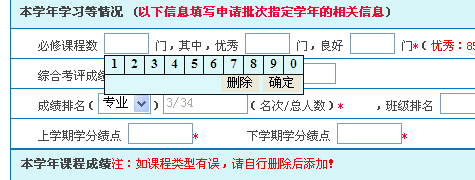 本学年学习等情况 (以下信息填写申请批次指定学年的相关信息)
必修课程数 门,其中,优秀 门,良好 门*(优秀:85
1 2 3 4 5 6 7 8 9 0
综合考评成绩
删除 确定
成绩排名( 专业 ) 3/34 (名次/总人数)* ,班级排名
上学期学分绩点 * 下学期学分绩点 *
本学年课程成绩注:如课程类型有误,请自行删除后添加!